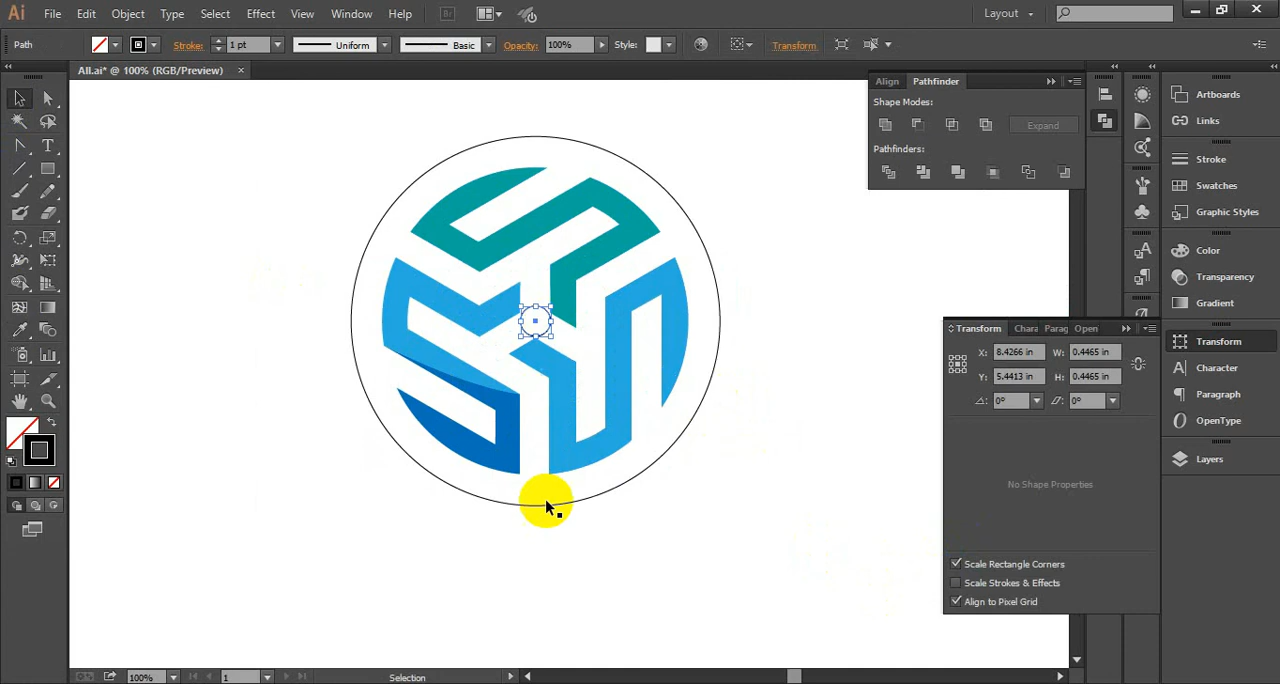 Ai File Edit Object Type Select Effect View Window Help Br Layout
Path Stroke: 1 pt Uniform Basic Opacity: 100% Style: Transform
All.ai* @ 100% (RGB/Preview) ×
Align Pathfinder
Shape Modes:
Expand
Pathfinders:
Artboards
Links
Stroke
Swatches
Graphic Styles
Color
Transparency
Gradient
Transform
Character
Paragraph
OpenType
Layers
Transform Chara Parag Open
X: 8.4266 in W: 0.4465 in
Y: 5.4413 in H: 0.4465 in
0° 0°
No Shape Properties
Scale Rectangle Corners
Scale Strokes & Effects
Align to Pixel Grid
100% 1 Selection